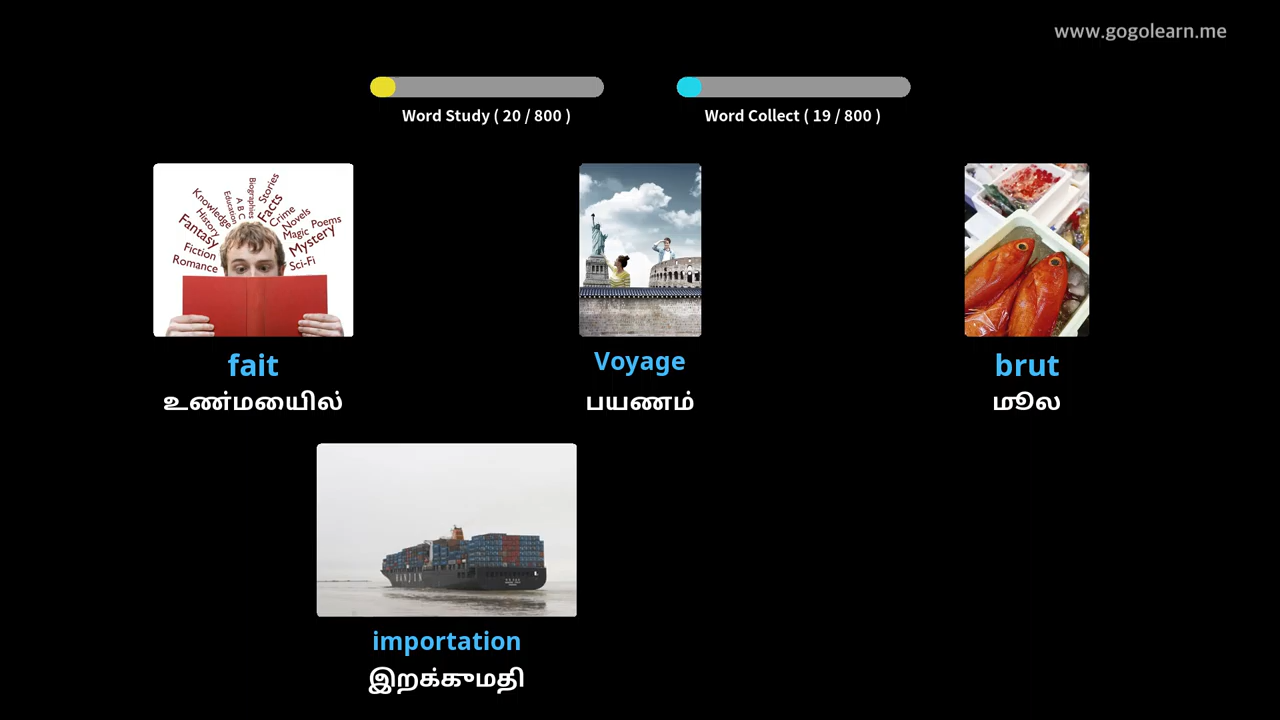 www.gogolearn.me
Word Study ( 20 / 800 )
Word Collect ( 19 / 800 )
Stories
Biographies
Facts
A B C
Education
Knowledge
Crime
Novels
History
Magic Poems
Fantasy
Mystery
Fiction
Sci-Fi
Romance
fait
உண்மையில்
Voyage
பயணம்
brut
மூல
HANJIN
importation
இறக்குமதி